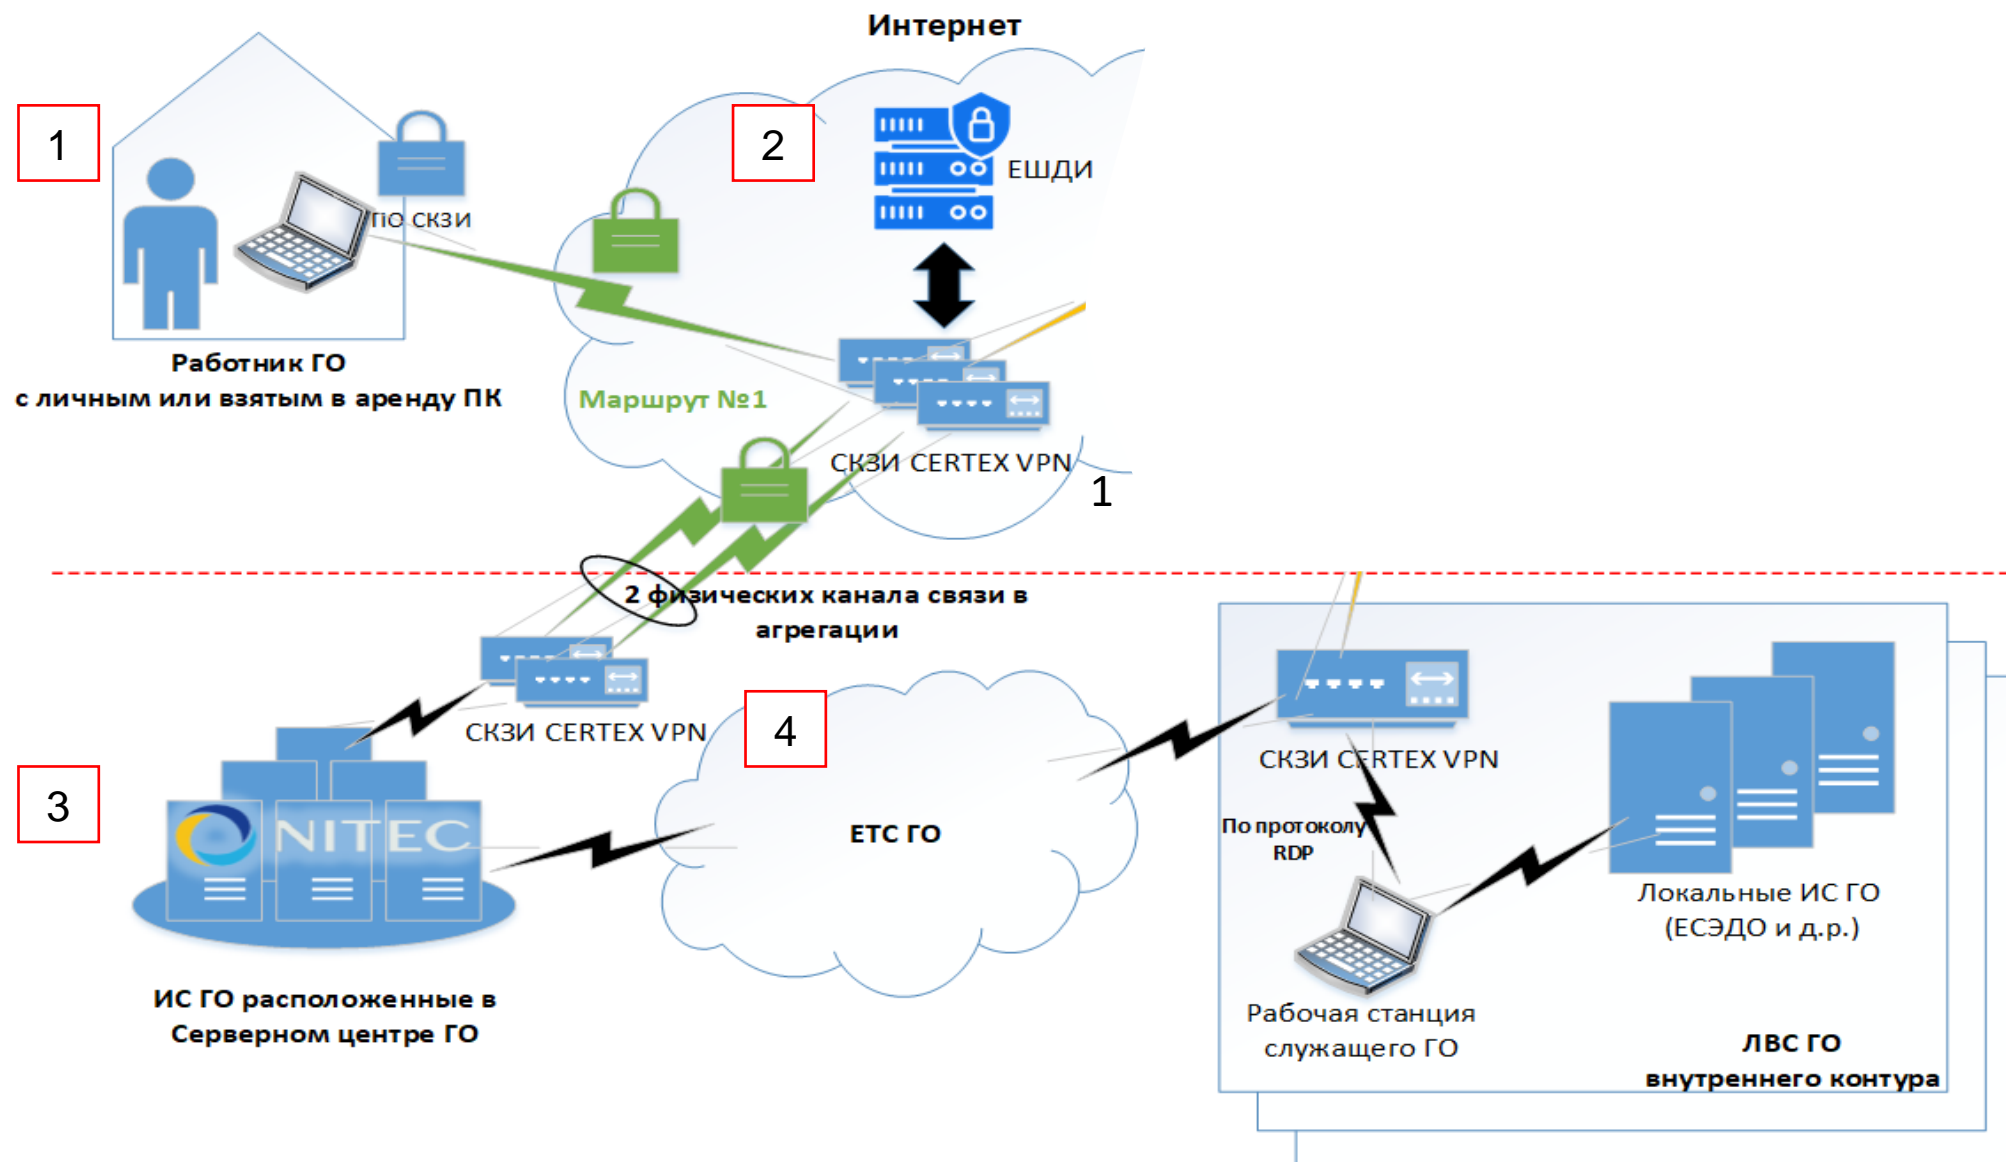 Интернет
1
2
ЕШДИ
ПО СКЗИ
Работник ГО
с личным или взятым в аренду ПК
Маршрут №1
СКЗИ CERTEX VPN
1
2 физических канала связи в
агрегации
СКЗИ CERTEX VPN
4
СКЗИ CERTEX VPN
3
NITEC
ЕТС ГО
По протоколу
RDP
Локальные ИС ГО
(ЕСЭДО и д.р.)
ИС ГО расположенные в
Серверном центре ГО
Рабочая станция
служащего ГО
ЛВС ГО
внутреннего контура